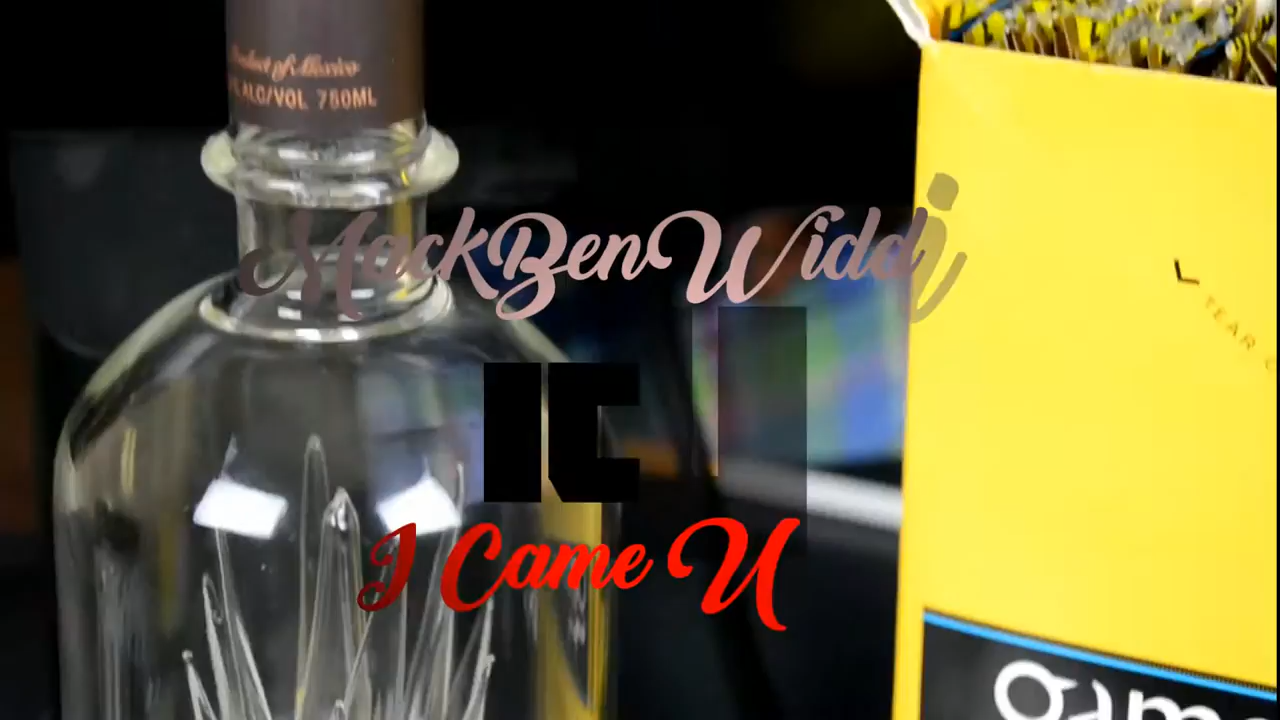 Product of Mexico
ALC/VOL 750ML
MackBenWiddi
IC
I Came U
TEAR
game